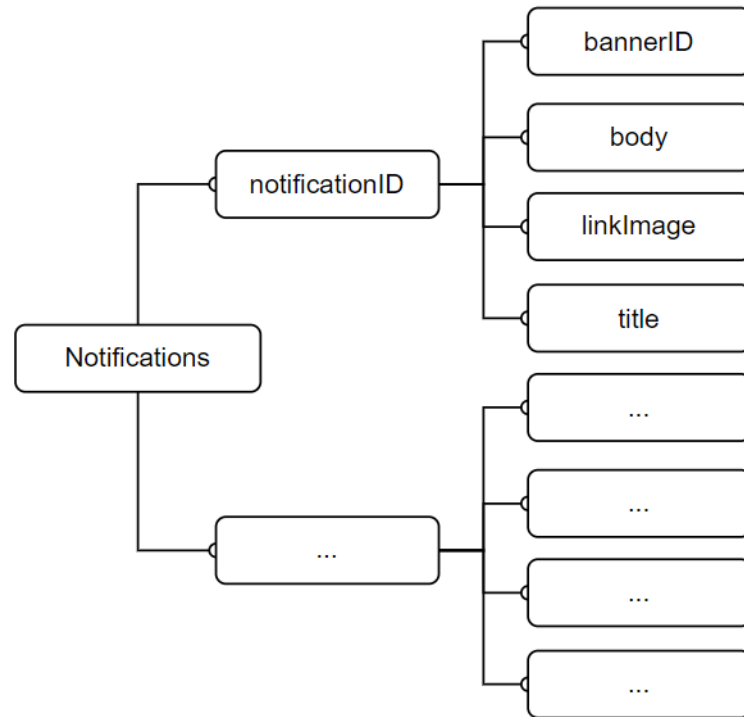 bannerID
body
notificationID
linkImage
title
Notifications
...
...
...
...
...